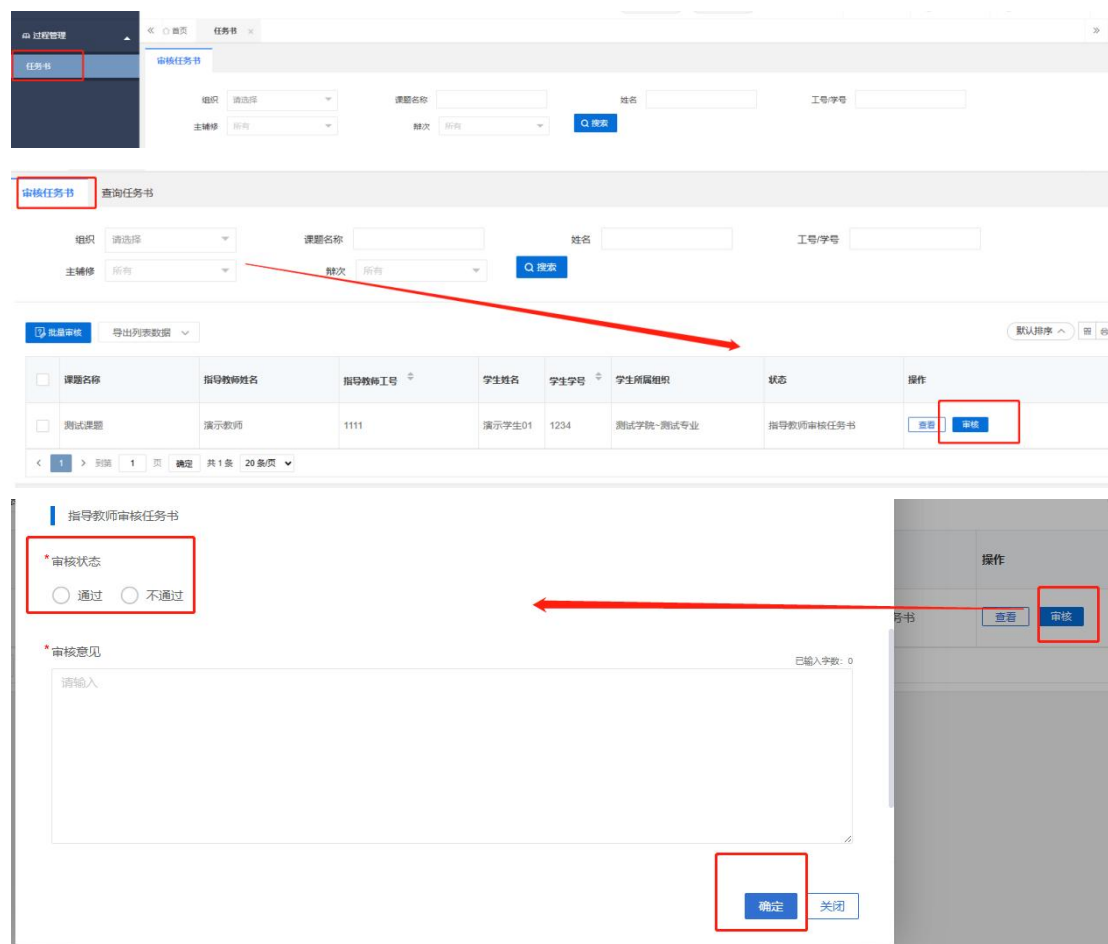 过程管理
首页 任务书
任务书
审核任务书
组织 请选择 课题名称 姓名 工号/学号
主辅修 所有 辩次 所有 搜索
审核任务书 查询任务书
组织 请选择 课题名称 姓名 工号/学号
主辅修 所有 辩次 所有 搜索
批量审核 导出列表数据 默认排序
课题名称 指导教师姓名 指导教师工号 学生姓名 学生学号 学生所属组织 状态 操作
测试课题 演示教师 1111 演示学生01 1234 测试学院~测试专业 指导教师审核任务书 查看 审核
1 到第 1 页 确定 共1条 20条/页
指导教师审核任务书
操作
*审核状态
通过 不通过
务书 查看 审核
*审核意见
已输入字数: 0
请输入
确定 关闭